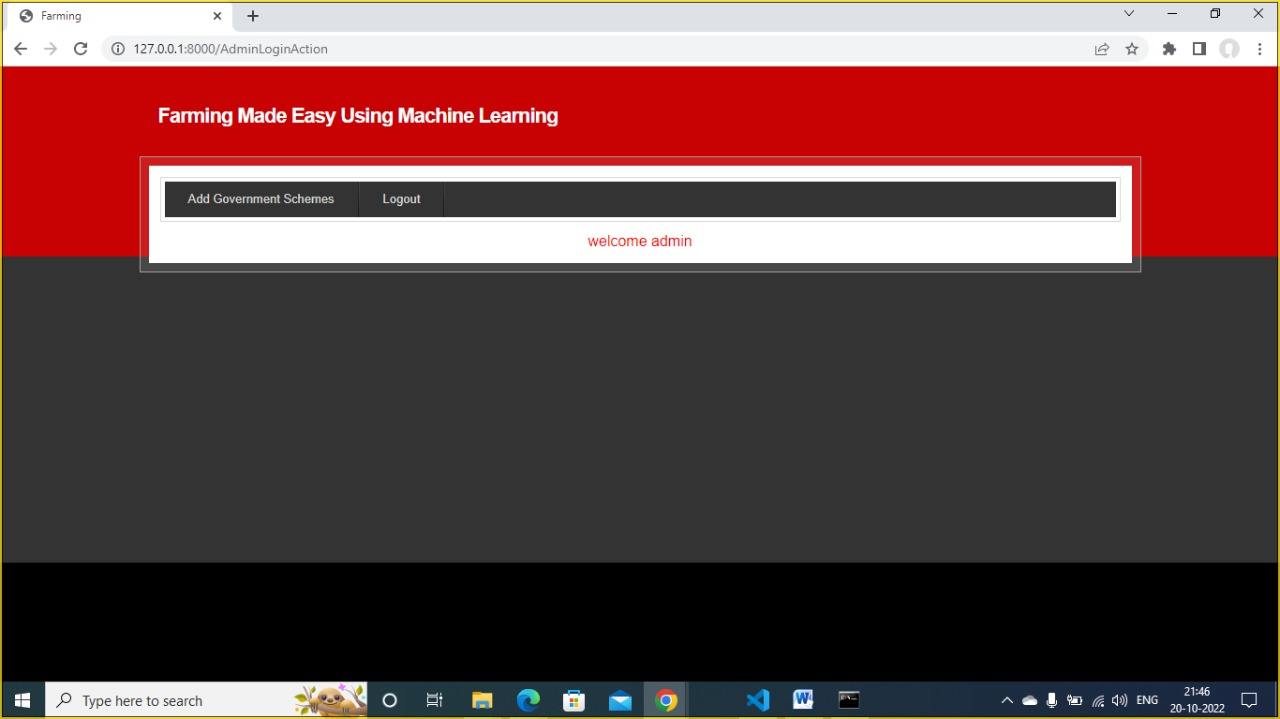 Farming
127.0.0.1:8000/AdminLoginAction
Farming Made Easy Using Machine Learning
Add Government Schemes Logout
welcome admin
Type here to search
ENG
21:46
20-10-2022